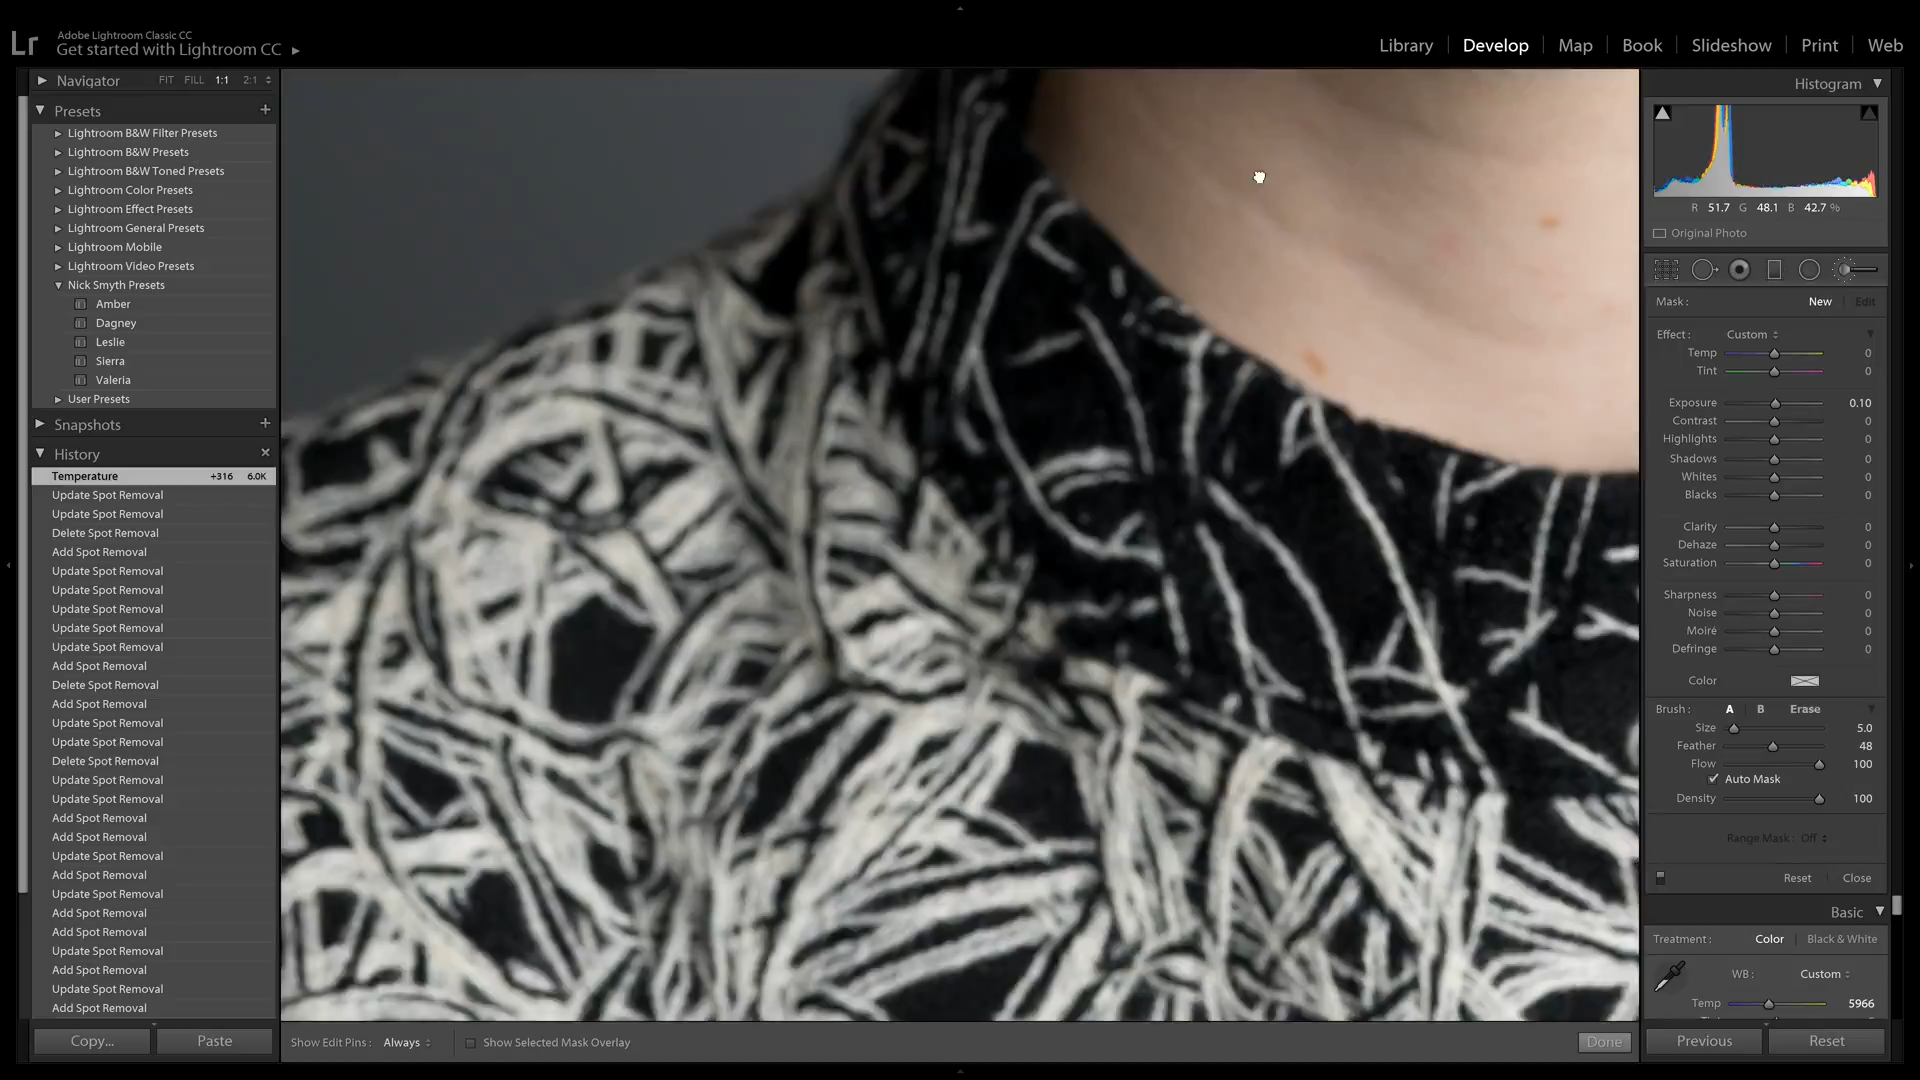 Lr
Adobe Lightroom Classic CC
Get started with Lightroom CC
Library Develop Map Book Slideshow Print Web
Navigator FIT FILL 1:1 2:1
Presets
Lightroom B&W Filter Presets
Lightroom B&W Presets
Lightroom B&W Toned Presets
Lightroom Color Presets
Lightroom Effect Presets
Lightroom General Presets
Lightroom Mobile
Lightroom Video Presets
Nick Smyth Presets
Amber
Dagney
Leslie
Sierra
Valeria
User Presets
Snapshots
History
Temperature +316 6.0K
Update Spot Removal
Update Spot Removal
Delete Spot Removal
Add Spot Removal
Update Spot Removal
Update Spot Removal
Update Spot Removal
Update Spot Removal
Update Spot Removal
Add Spot Removal
Delete Spot Removal
Add Spot Removal
Update Spot Removal
Update Spot Removal
Delete Spot Removal
Update Spot Removal
Update Spot Removal
Add Spot Removal
Add Spot Removal
Update Spot Removal
Add Spot Removal
Update Spot Removal
Add Spot Removal
Add Spot Removal
Update Spot Removal
Add Spot Removal
Update Spot Removal
Add Spot Removal
Copy... Paste
Show Edit Pins : Always Show Selected Mask Overlay Done
Histogram
R 51.7 G 48.1 B 42.7 %
Original Photo
Mask : New Edit
Effect : Custom
Temp 0
Tint 0
Exposure 0.10
Contrast 0
Highlights 0
Shadows 0
Whites 0
Blacks 0
Clarity 0
Dehaze 0
Saturation 0
Sharpness 0
Noise 0
Moiré 0
Defringe 0
Color
Brush : A B Erase
Size 5.0
Feather 48
Flow 100
Auto Mask
Density 100
Range Mask : Off
Reset Close
Basic
Treatment : Color Black & White
WB : Custom
Temp 5966
Previous Reset